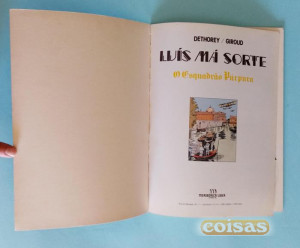 DETHOREY / GIROUD
LUÍS MÁ SORTE
O Esquadrão Púrpura
coisas